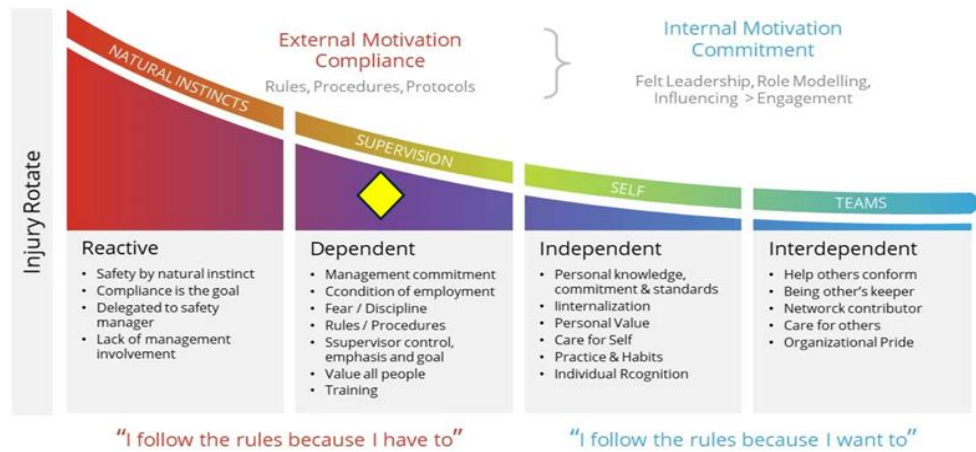 External Motivation
Compliance
Rules, Procedures, Protocols
Internal Motivation
Commitment
Felt Leadership, Role Modelling,
Influencing > Engagement
NATURAL INSTINCTS
SUPERVISION
SELF
TEAMS
Injury Rotate
Reactive
• Safety by natural instinct
• Compliance is the goal
• Delegated to safety
manager
• Lack of management
involvement
Dependent
• Management commitment
• Ccondition of employment
• Fear / Discipline
• Rules / Procedures
• Ssupervisor control,
emphasis and goal
• Value all people
• Training
Independent
• Personal knowledge,
commitment & standards
• Iinternalization
• Personal Value
• Care for Self
• Practice & Habits
• Individual Rcognition
Interdependent
• Help others conform
• Being other's keeper
• Networck contributor
• Care for others
• Organizational Pride
“I follow the rules because I have to”
“I follow the rules because I want to”